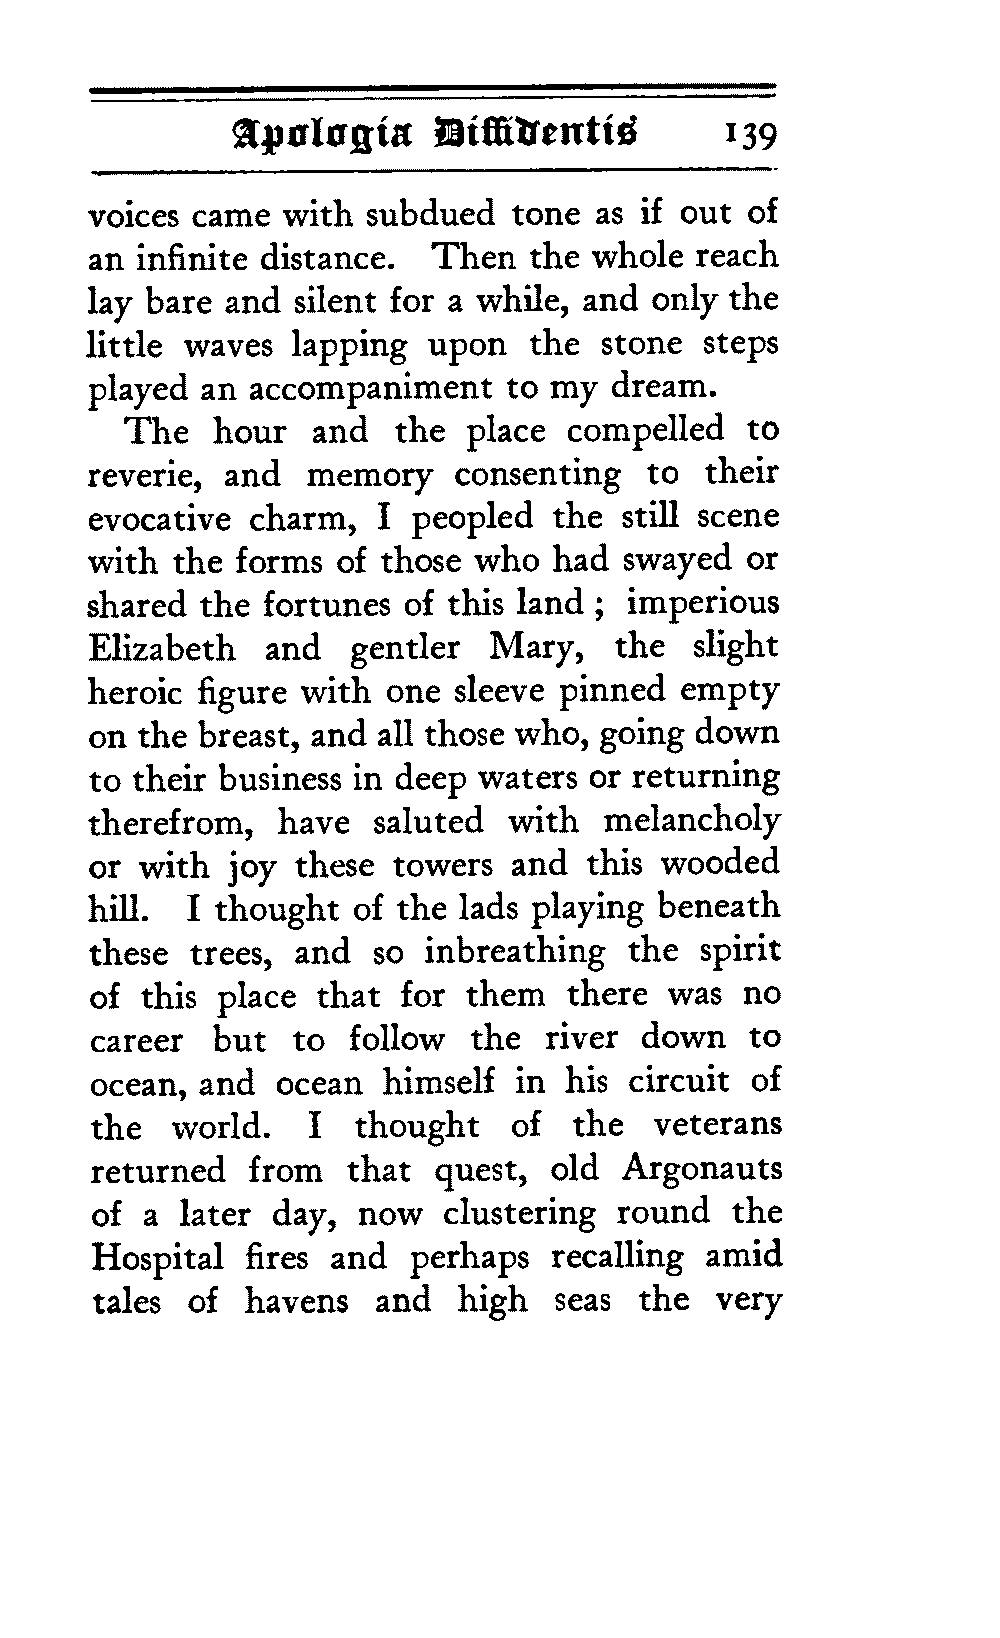 Apologia Diffidentis 139
voices came with subdued tone as if out of
an infinite distance. Then the whole reach
lay bare and silent for a while, and only the
little waves lapping upon the stone steps
played an accompaniment to my dream.
The hour and the place compelled to
reverie, and memory consenting to their
evocative charm, I peopled the still scene
with the forms of those who had swayed or
shared the fortunes of this land ; imperious
Elizabeth and gentler Mary, the slight
heroic figure with one sleeve pinned empty
on the breast, and all those who, going down
to their business in deep waters or returning
therefrom, have saluted with melancholy
or with joy these towers and this wooded
hill. I thought of the lads playing beneath
these trees, and so inbreathing the spirit
of this place that for them there was no
career but to follow the river down to
ocean, and ocean himself in his circuit of
the world. I thought of the veterans
returned from that quest, old Argonauts
of a later day, now clustering round the
Hospital fires and perhaps recalling amid
tales of havens and high seas the very